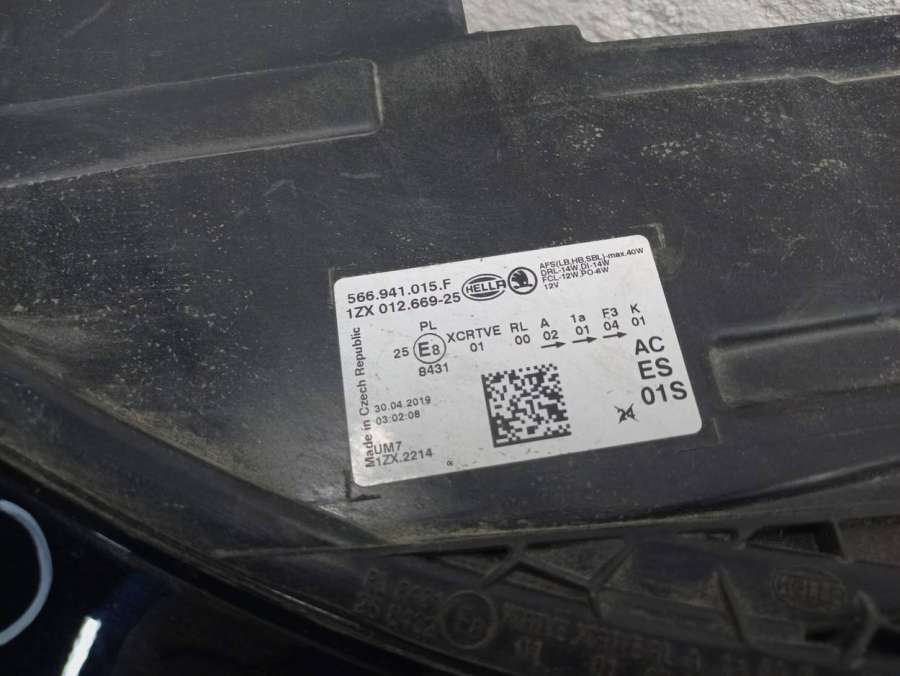 566.941.015.F
1ZX 012.669-25
HELLA
AFS(LB,HB,SBL)-max.40W
DRL-14W,DI-14W
FCL-12W,PO-6W
12V
PL
25 E8 XCRTVE RL A 1a F3 K
01 00 02 01 04 01
8431
AC
ES
01S
Made in Czech Republic
30.04.2019
03:02:08
24
UM7
1ZX.2214
HELLA